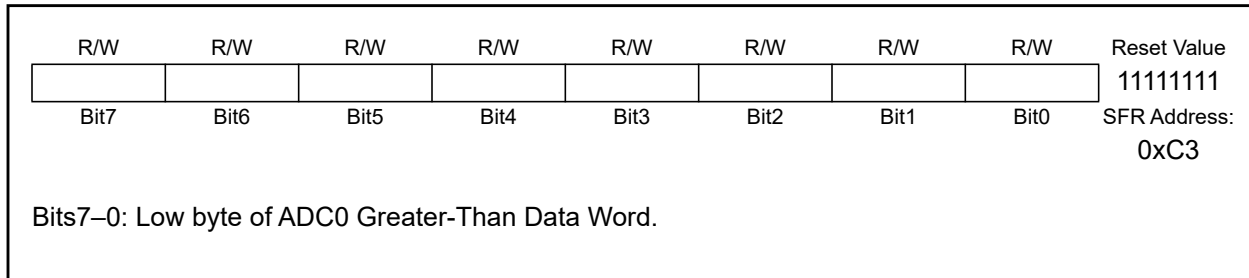 R/W R/W R/W R/W R/W R/W R/W R/W Reset Value
11111111
Bit7 Bit6 Bit5 Bit4 Bit3 Bit2 Bit1 Bit0 SFR Address:
0xC3
Bits7–0: Low byte of ADC0 Greater-Than Data Word.